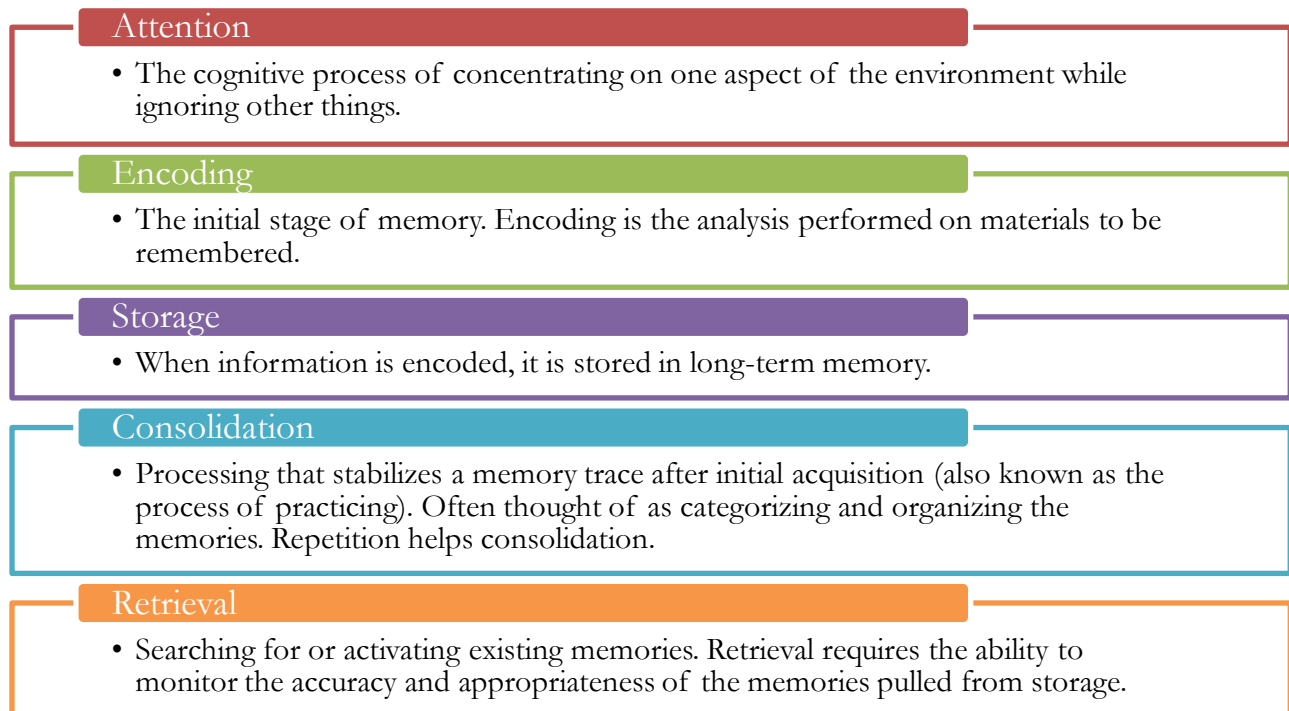 Attention
• The cognitive process of concentrating on one aspect of the environment while
ignoring other things.
Encoding
• The initial stage of memory. Encoding is the analysis performed on materials to be
remembered.
Storage
• When information is encoded, it is stored in long-term memory.
Consolidation
• Processing that stabilizes a memory trace after initial acquisition (also known as the
process of practicing). Often thought of as categorizing and organizing the
memories. Repetition helps consolidation.
Retrieval
• Searching for or activating existing memories. Retrieval requires the ability to
monitor the accuracy and appropriateness of the memories pulled from storage.